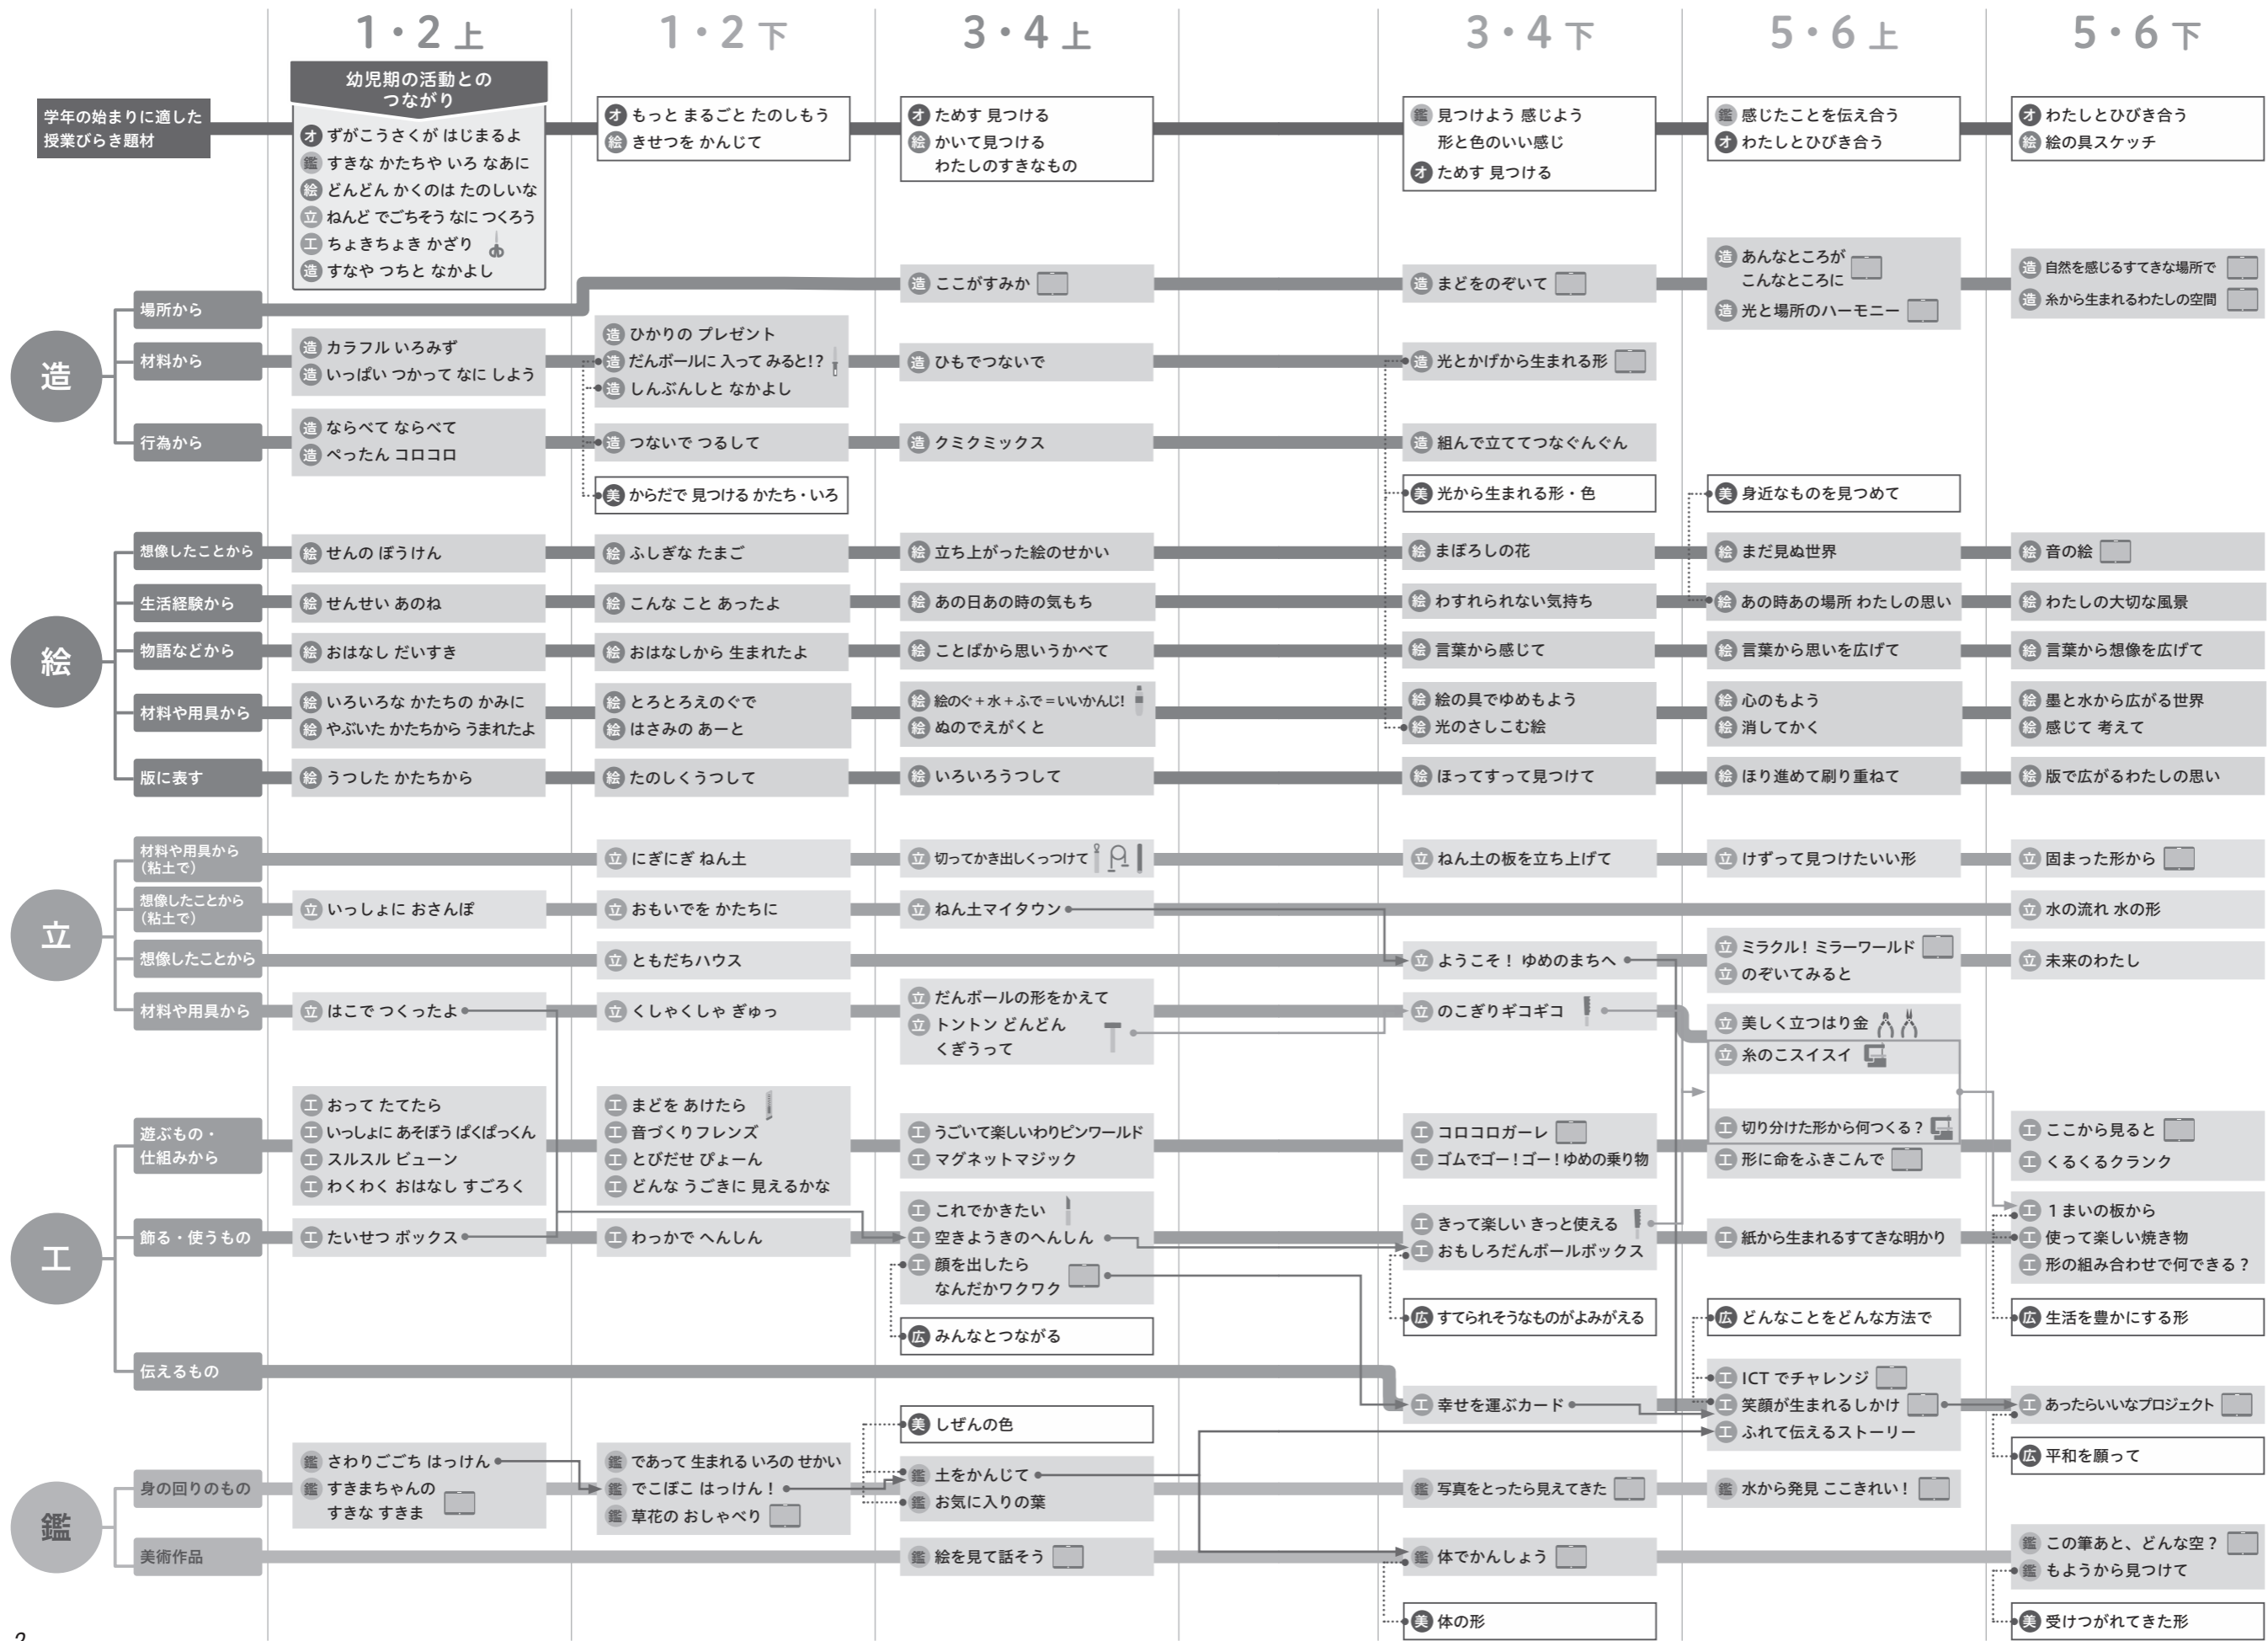 1・2 上
1・2 下
3・4 上
3・4 下
5・6 上
5・6 下
学年の始まりに適した
授業びらき題材
幼児期の活動との
つながり
オ ずがこうさくが はじまるよ
鑑 すきな かたちや いろ なあに
絵 どんどん かくのは たのしいな
立 ねんど でごちそう なに つくろう
工 ちょきちょき かざり
造 すなや つちと なかよし
オ もっと まるごと たのしもう
絵 きせつを かんじて
オ ためす 見つける
絵 かいて見つける
わたしのすきなもの
鑑 見つけよう 感じよう
形と色のいい感じ
オ ためす 見つける
鑑 感じたことを伝え合う
オ わたしとひびき合う
オ わたしとひびき合う
絵 絵の具スケッチ
造
場所から
造 ここがすみか
造 まどをのぞいて
造 あんなところが
こんなところに
造 光と場所のハーモニー
造 自然を感じるすてきな場所で
造 糸から生まれるわたしの空間
材料から
造 カラフル いろみず
造 いっぱい つかって なに しよう
造 ひかりの プレゼント
造 だんボールに 入って みると!?
造 しんぶんしと なかよし
造 ひもでつないで
造 光とかげから生まれる形
行為から
造 ならべて ならべて
造 ぺったん コロコロ
造 つないで つるして
造 クミクミックス
造 組んで立ててつなぐんぐん
美 からだで 見つける かたち・いろ
美 光から生まれる形・色
美 身近なものを見つめて
絵
想像したことから
絵 せんの ぼうけん
絵 ふしぎな たまご
絵 立ち上がった絵のせかい
絵 まぼろしの花
絵 まだ見ぬ世界
絵 音の絵
生活経験から
絵 せんせい あのね
絵 こんな こと あったよ
絵 あの日あの時の気もち
絵 わすれられない気持ち
絵 あの時あの場所 わたしの思い
絵 わたしの大切な風景
物語などから
絵 おはなし だいすき
絵 おはなしから 生まれたよ
絵 ことばから思いうかべて
絵 言葉から感じて
絵 言葉から思いを広げて
絵 言葉から想像を広げて
材料や用具から
絵 いろいろな かたちの かみに
絵 やぶいた かたちから うまれたよ
絵 とろとろえのぐで
絵 はさみの あーと
絵 絵のぐ+水+ふで=いいかんじ!
絵 ぬのでえがくと
絵 絵の具でゆめもよう
絵 光のさしこむ絵
絵 心のもよう
絵 消してかく
絵 墨と水から広がる世界
絵 感じて 考えて
版に表す
絵 うつした かたちから
絵 たのしくうつして
絵 いろいろうつして
絵 ほってすって見つけて
絵 ほり進めて刷り重ねて
絵 版で広がるわたしの思い
立
材料や用具から
(粘土で)
立 にぎにぎ ねん土
立 切ってかき出しくっつけて
立 ねん土の板を立ち上げて
立 けずって見つけたいい形
立 固まった形から
想像したことから
(粘土で)
立 いっしょに おさんぽ
立 おもいでを かたちに
立 ねん土マイタウン
立 水の流れ 水の形
想像したことから
立 ともだちハウス
立 ようこそ! ゆめのまちへ
立 ミラクル! ミラーワールド
立 のぞいてみると
立 未来のわたし
材料や用具から
立 はこで つくったよ
立 くしゃくしゃ ぎゅっ
立 だんボールの形をかえて
立 トントン どんどん
くぎうって
立 のこぎりギコギコ
立 美しく立つはり金
立 糸のこスイスイ
工
遊ぶもの・
仕組みから
工 おって たてたら
工 いっしょに あそぼう ぱくぱっくん
工 スルスル ビューン
工 わくわく おはなし すごろく
工 まどを あけたら
工 音づくりフレンズ
工 とびだせ ぴょーん
工 どんな うごきに 見えるかな
工 うごいて楽しいわりピンワールド
工 マグネットマジック
工 コロコロガーレ
工 ゴムでゴー!ゴー!ゆめの乗り物
工 切り分けた形から何つくる?
工 形に命をふきこんで
工 ここから見ると
工 くるくるクランク
飾る・使うもの
工 たいせつ ボックス
工 わっかで へんしん
工 これでかきたい
工 空きようきのへんしん
工 顔を出したら
なんだかワクワク
工 きって楽しい きっと使える
工 おもしろだんボールボックス
工 紙から生まれるすてきな明かり
工 1まいの板から
工 使って楽しい焼き物
工 形の組み合わせで何できる?
広 みんなとつながる
広 すてられそうなものがよみがえる
広 どんなことをどんな方法で
広 生活を豊かにする形
伝えるもの
工 幸せを運ぶカード
工 ICT でチャレンジ
工 笑顔が生まれるしかけ
工 ふれて伝えるストーリー
工 あったらいいなプロジェクト
美 しぜんの色
広 平和を願って
鑑
身の回りのもの
鑑 さわりごごち はっけん
鑑 すきまちゃんの
すきな すきま
鑑 であって 生まれる いろの せかい
鑑 でこぼこ はっけん!
鑑 草花の おしゃべり
鑑 土をかんじて
鑑 お気に入りの葉
鑑 写真をとったら見えてきた
鑑 水から発見 ここきれい!
美術作品
鑑 絵を見て話そう
鑑 体でかんしょう
鑑 この筆あと、どんな空?
鑑 もようから見つけて
美 体の形
美 受けつがれてきた形
2